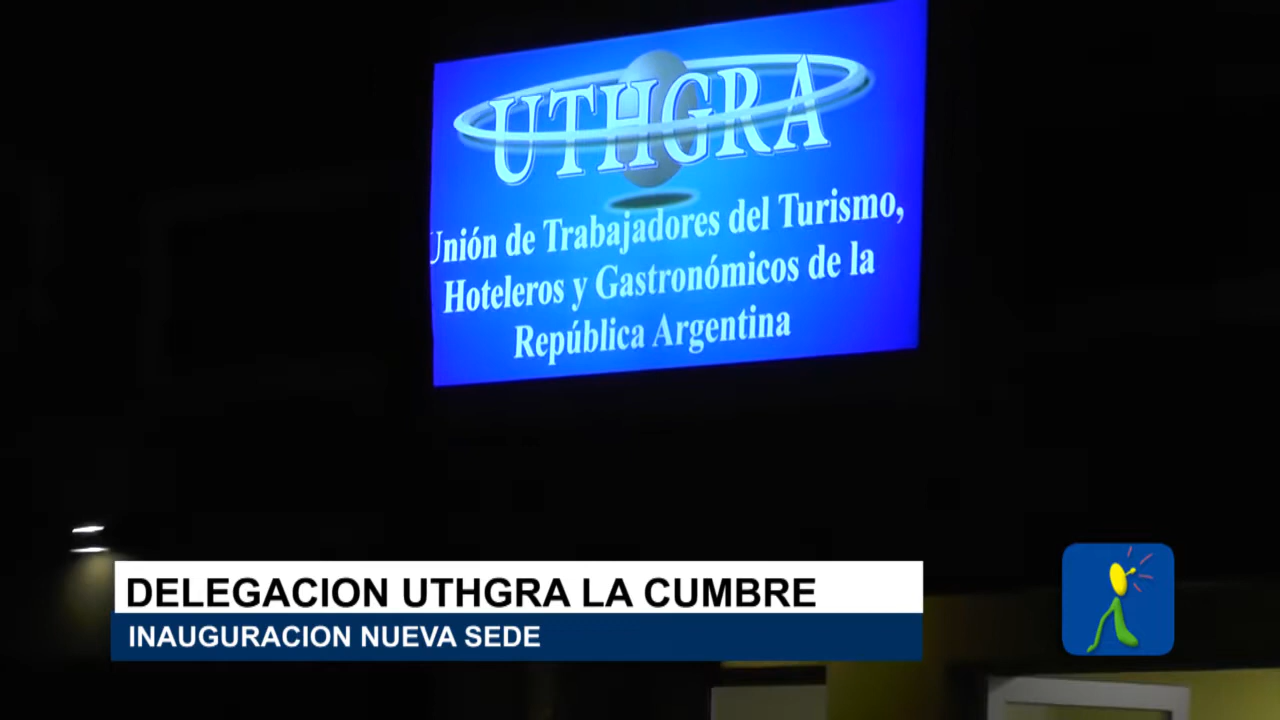 UTHGRA
Unión de Trabajadores del Turismo,
Hoteleros y Gastronómicos de la
República Argentina
DELEGACION UTHGRA LA CUMBRE
INAUGURACION NUEVA SEDE